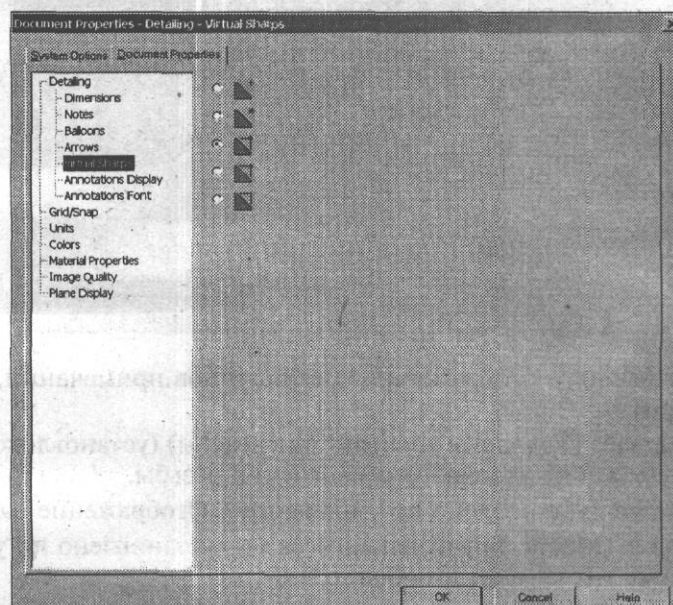 Document Properties - Detailing - Virtual Sharps
System Options Document Properties
Detailing
Dimensions
Notes
Balloons
Arrows
Virtual Sharps
Annotations Display
Annotations Font
Grid/Snap
Units
Colors
Material Properties
Image Quality
Plane Display
OK Cancel Help